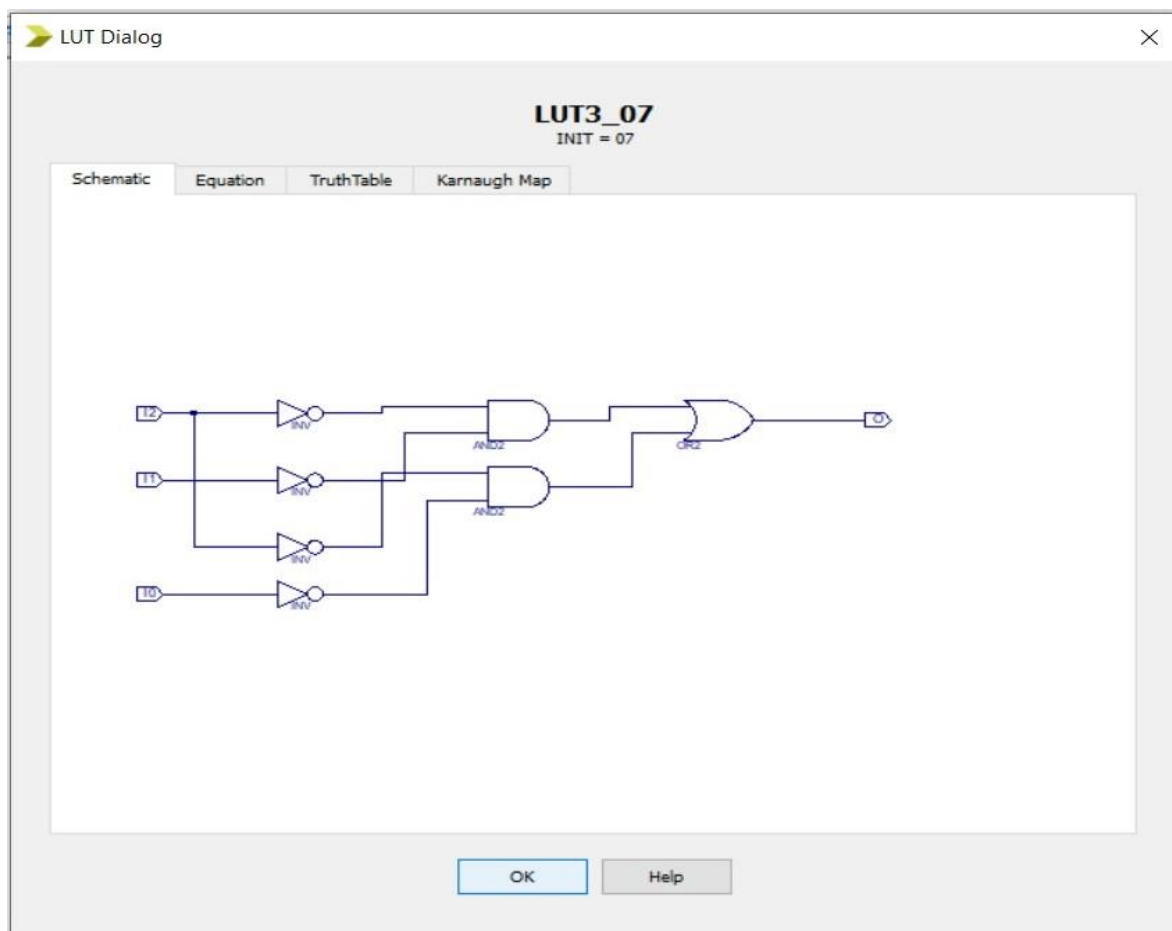 LUT Dialog
LUT3_07
INIT = 07
Schematic Equation TruthTable Karnaugh Map
I2
INV
AND2
OR2
O
I1
INV
AND2
INV
I0
INV
OK Help